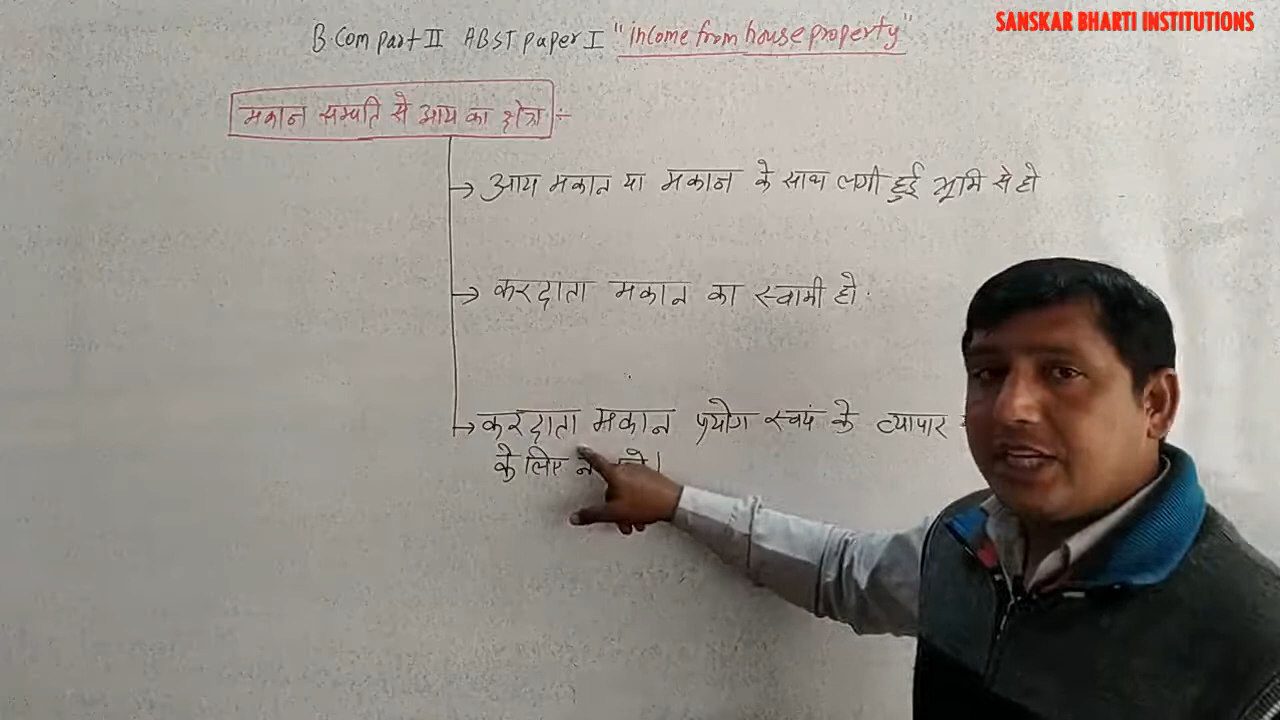 SANSKAR BHARTI INSTITUTIONS
B Com part II ABST paper I "income from house property"
मकान सम्पति से आय का क्षेत्र :-
→ आय मकान या मकान के साथ लगी हुई भूमि से हो
→ करदाता मकान का स्वामी हो.
→ करदाता मकान प्रयोग स्वयं के व्यापार
के लिए